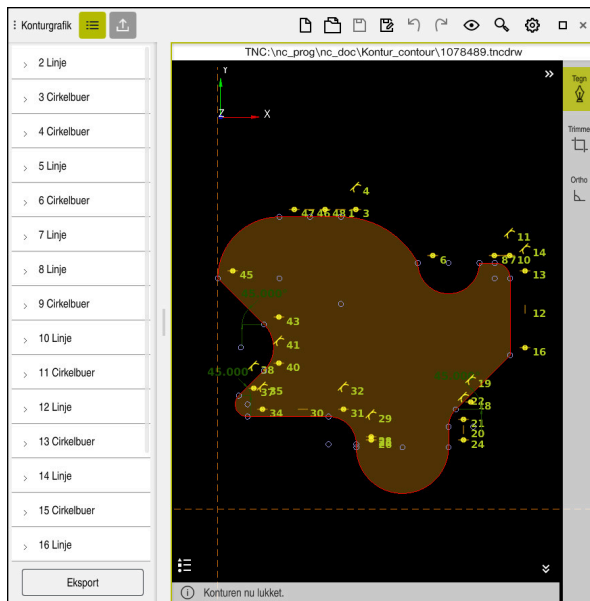 Konturgrafik
TNC:\nc_prog\nc_doc\Kontur_contour\1078489.tncdrw
2 Linje
3 Cirkelbuer
4 Cirkelbuer
5 Linje
6 Cirkelbuer
7 Linje
8 Linje
9 Cirkelbuer
10 Linje
11 Cirkelbuer
12 Linje
13 Cirkelbuer
14 Linje
15 Cirkelbuer
16 Linje
Eksport
Y
Z
X
4
47
46
48
1
3
11
14
6
8
7
10
13
45
12
43
41
16
40
38
45.000
19
35
37
32
22
18
34
30
31
29
21
20
24
Tegn
Trimme
Ortho
Konturen nu lukket.